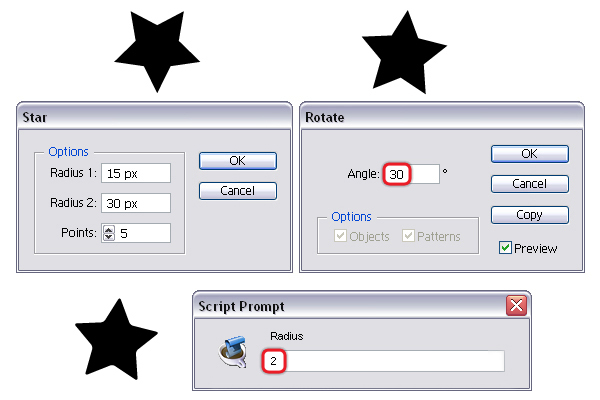 Star
Options
Radius 1: 15 px
Radius 2: 30 px
Points: 5
OK
Cancel
Rotate
Angle: 30 °
Options
Objects Patterns
OK
Cancel
Copy
Preview
Script Prompt
Radius
2